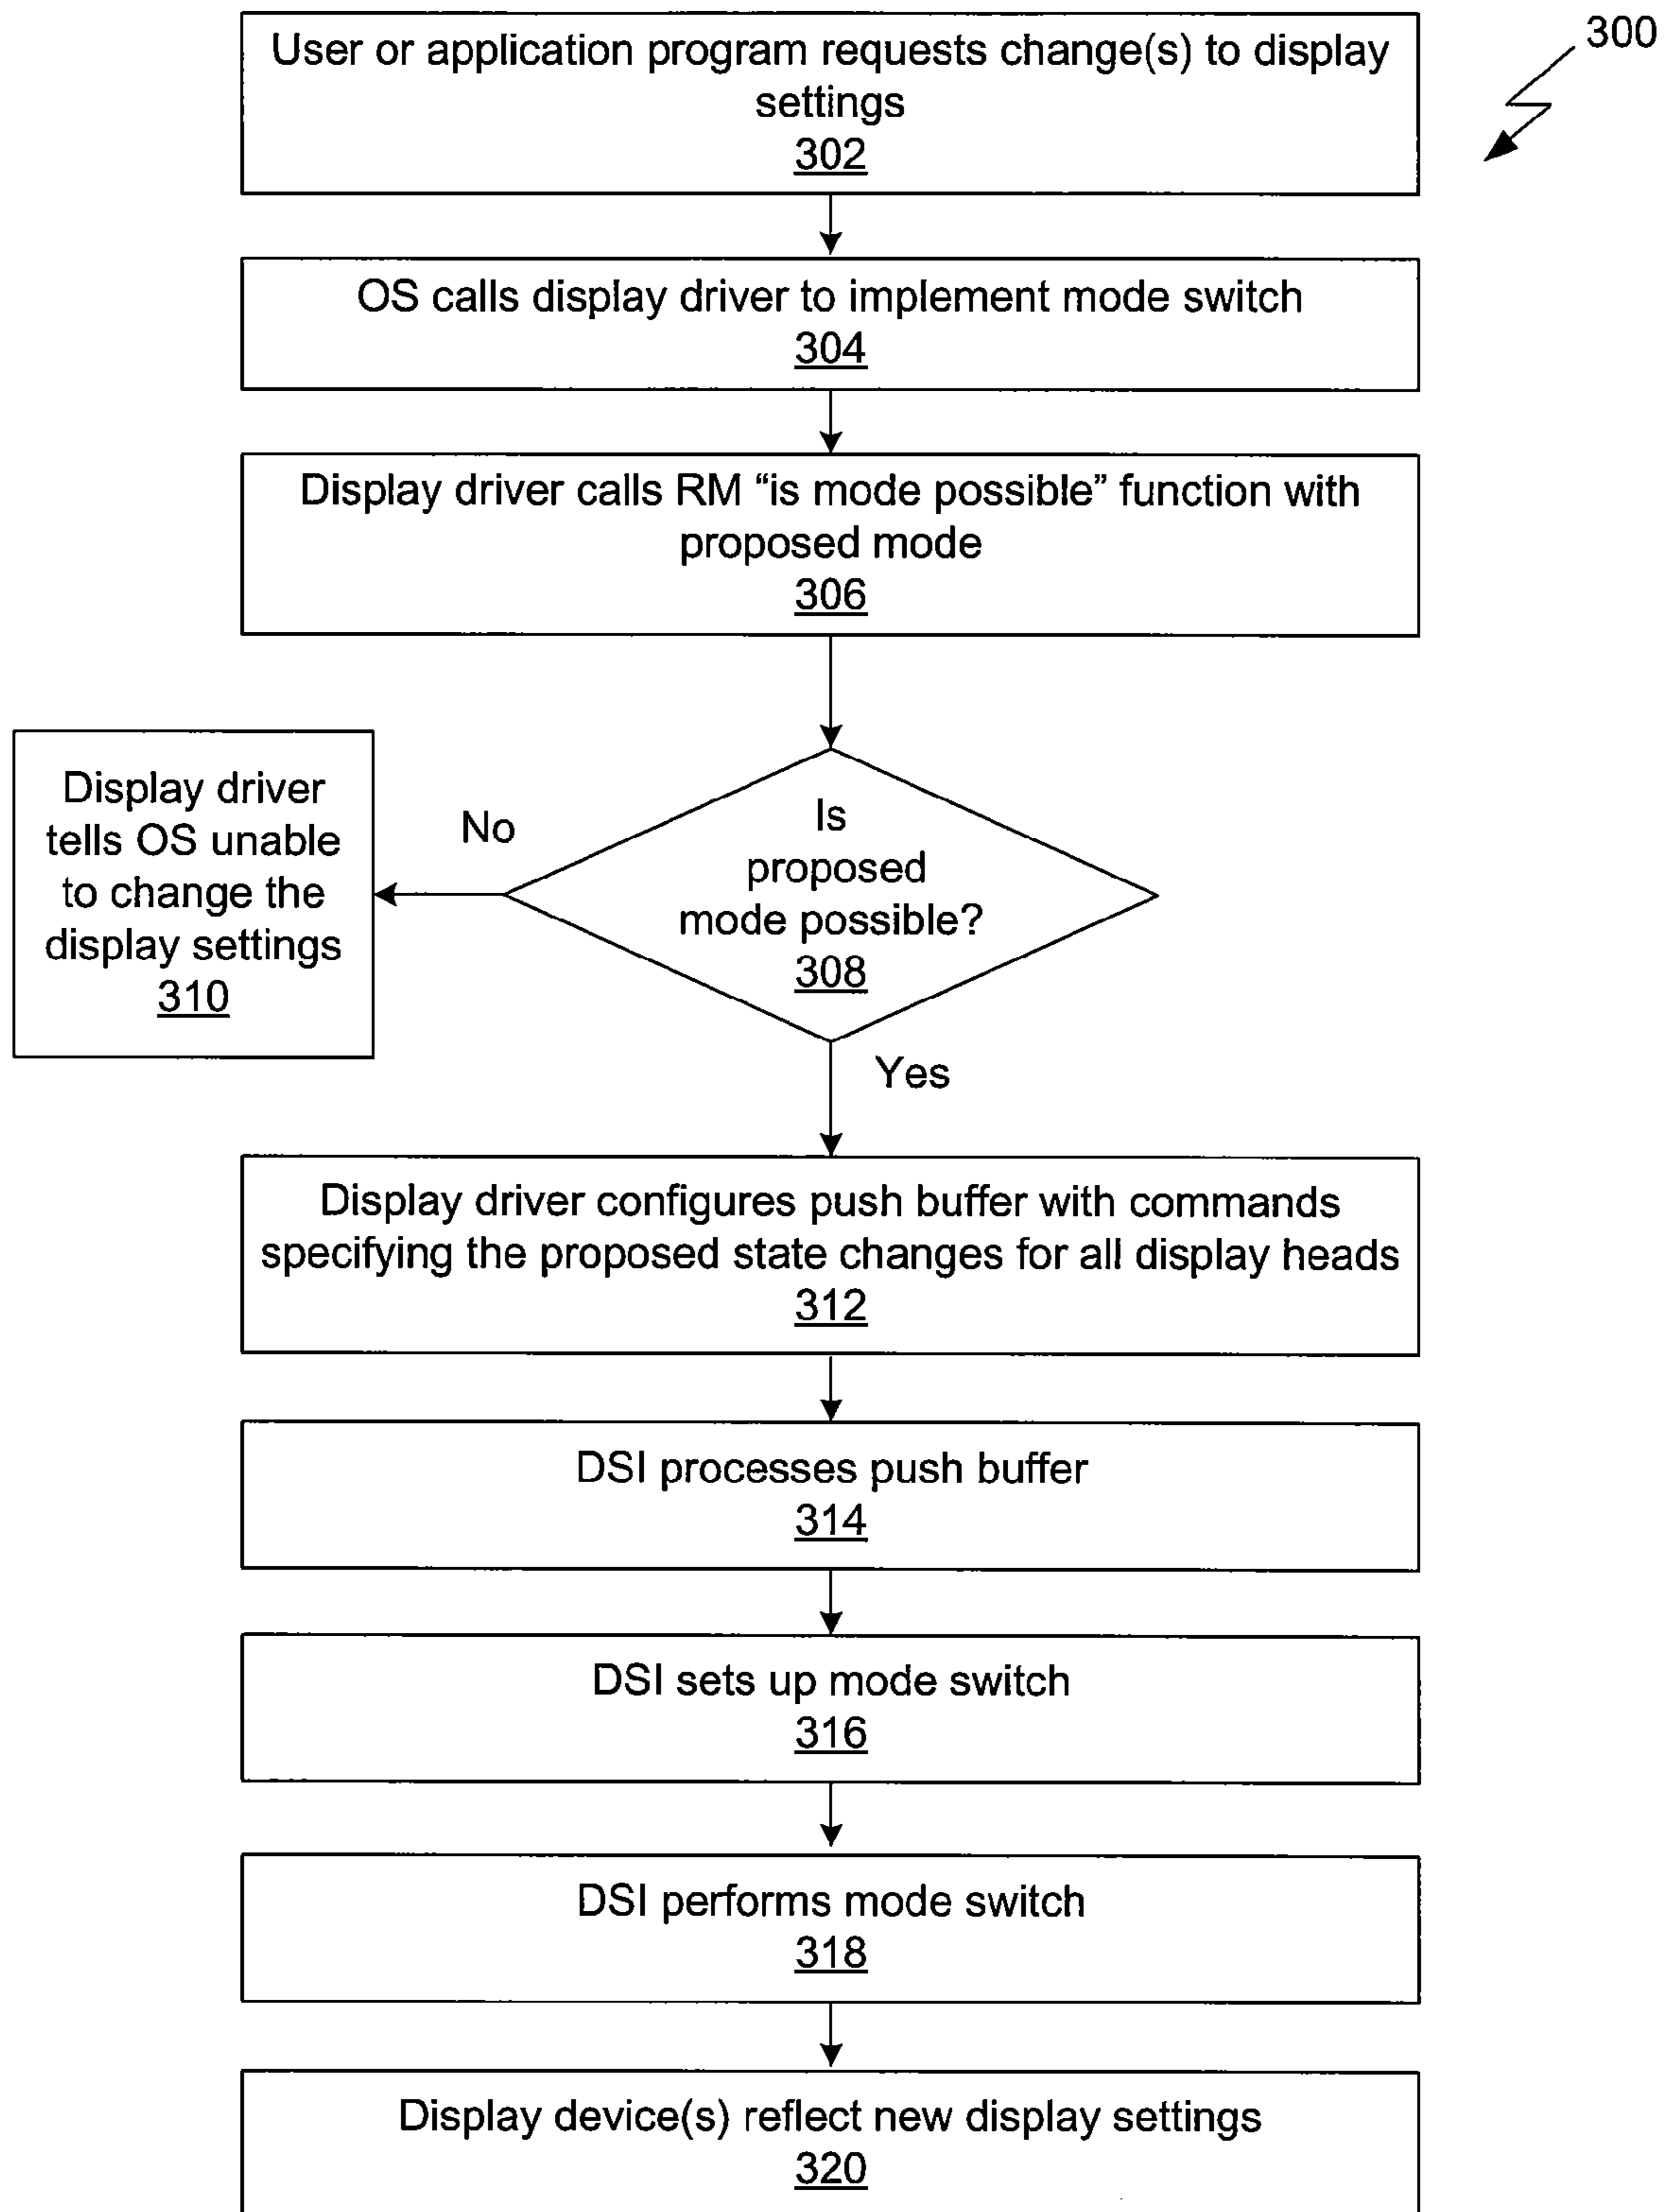 300
User or application program requests change(s) to display
settings
302
OS calls display driver to implement mode switch
304
Display driver calls RM “is mode possible” function with
proposed mode
306
Is
proposed
mode possible?
308
No
Display driver
tells OS unable
to change the
display settings
310
Yes
Display driver configures push buffer with commands
specifying the proposed state changes for all display heads
312
DSI processes push buffer
314
DSI sets up mode switch
316
DSI performs mode switch
318
Display device(s) reflect new display settings
320